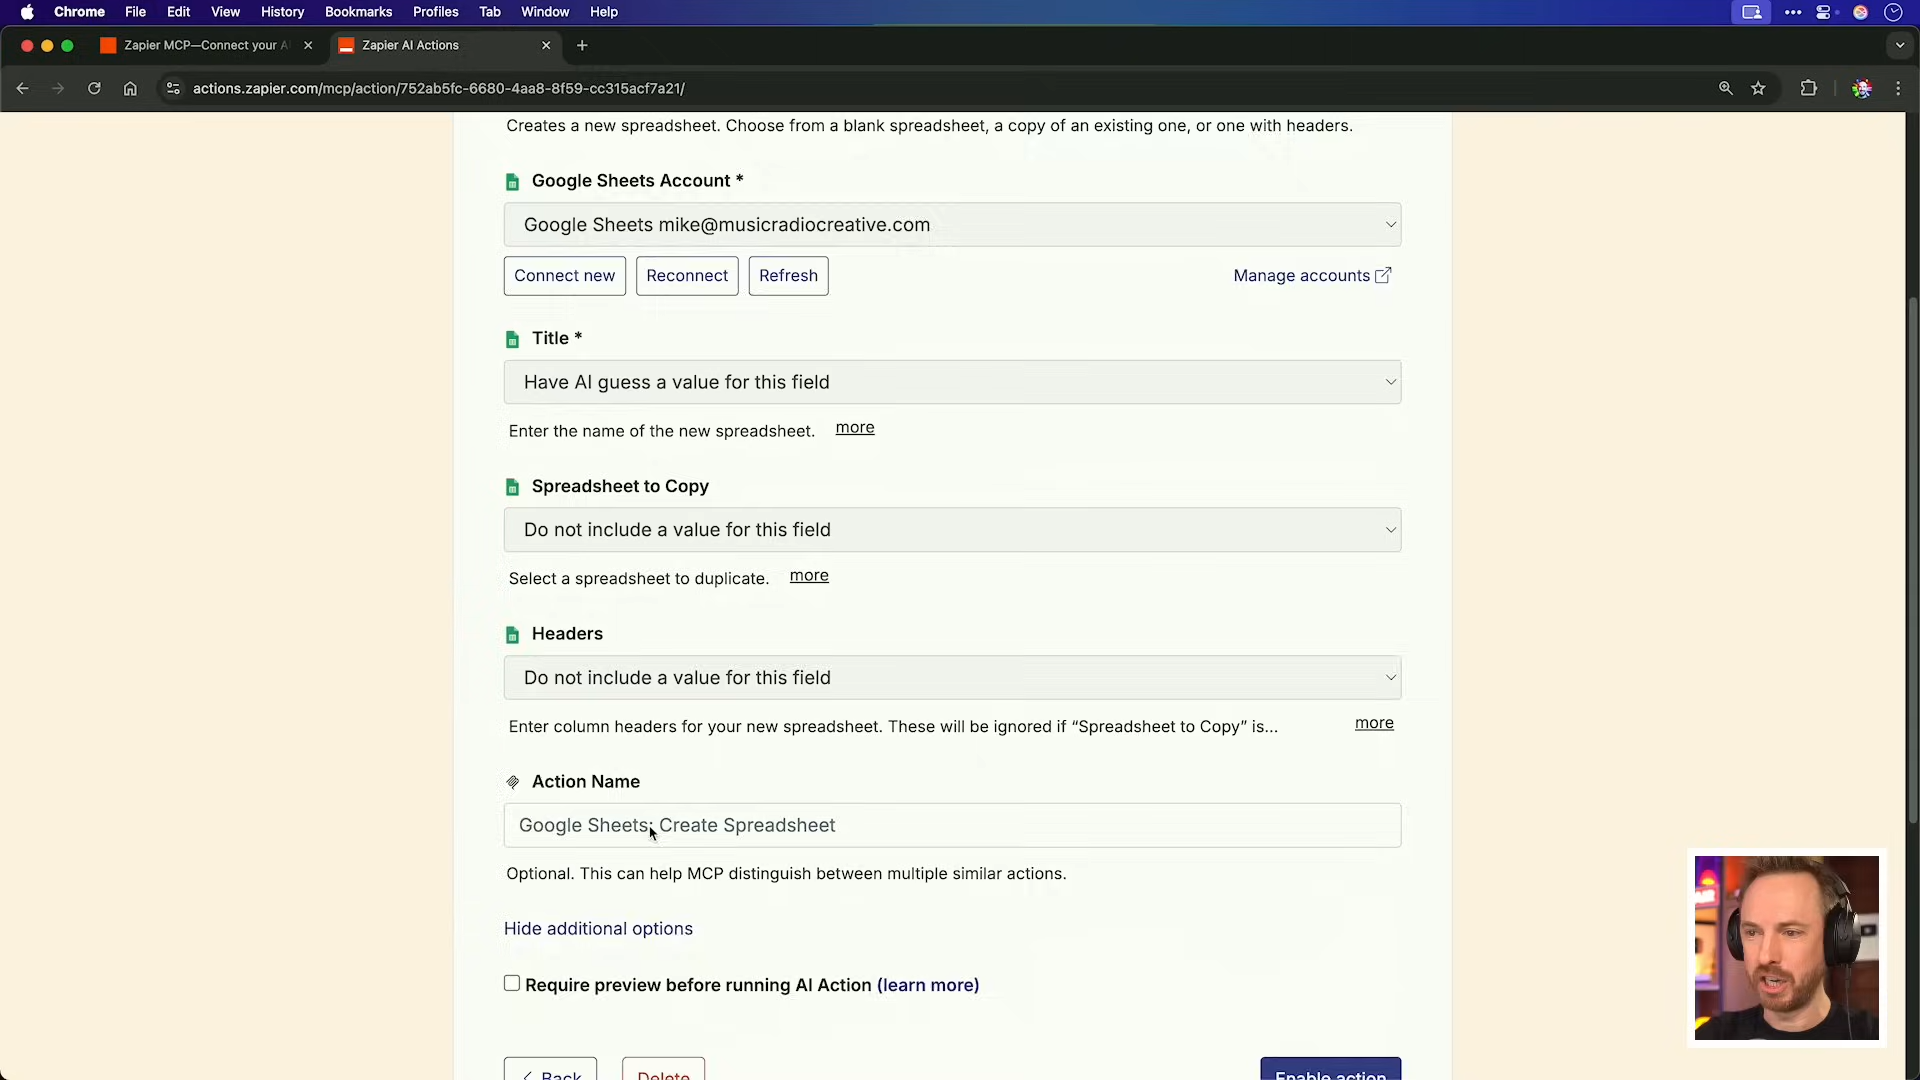 Chrome File Edit View History Bookmarks Profiles Tab Window Help
Zapier MCP—Connect your A
Zapier AI Actions
actions.zapier.com/mcp/action/752ab5fc-6680-4aa8-8f59-cc315acf7a21/
Creates a new spreadsheet. Choose from a blank spreadsheet, a copy of an existing one, or one with headers.
Google Sheets Account *
Google Sheets mike@musicradiocreative.com
Connect new Reconnect Refresh Manage accounts
Title *
Have AI guess a value for this field
Enter the name of the new spreadsheet. more
Spreadsheet to Copy
Do not include a value for this field
Select a spreadsheet to duplicate. more
Headers
Do not include a value for this field
Enter column headers for your new spreadsheet. These will be ignored if “Spreadsheet to Copy” is... more
Action Name
Google Sheets: Create Spreadsheet
Optional. This can help MCP distinguish between multiple similar actions.
Hide additional options
Require preview before running AI Action (learn more)
Back Delete Enable action